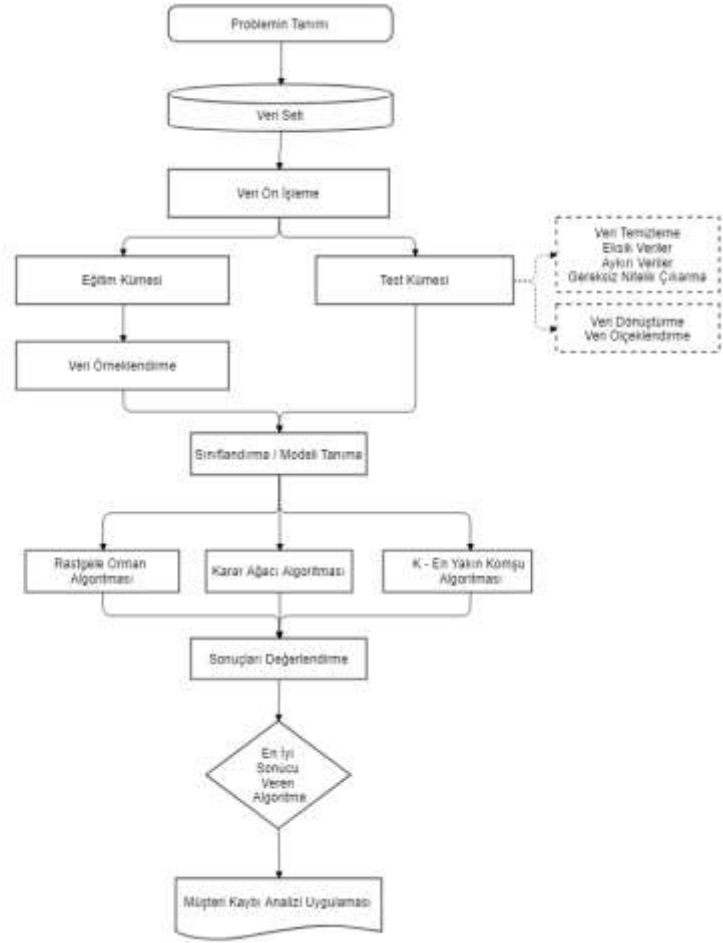 Problemin Tanımı
Veri Seti
Veri Ön İşleme
Eğitim Kümesi
Test Kümesi
Veri Temizleme
Eksik Veriler
Aykırı Veriler
Gereksiz Nitelik Çıkarma
Veri Dönüştürme
Veri Ölçeklendirme
Veri Örneklendirme
Sınıflandırma / Modeli Tanıma
Rastgele Orman
Algoritması
Karar Ağacı Algoritması
K - En Yakın Komşu
Algoritması
Sonuçları Değerlendirme
En İyi
Sonucu
Veren
Algoritma
Müşteri Kaybı Analizi Uygulaması